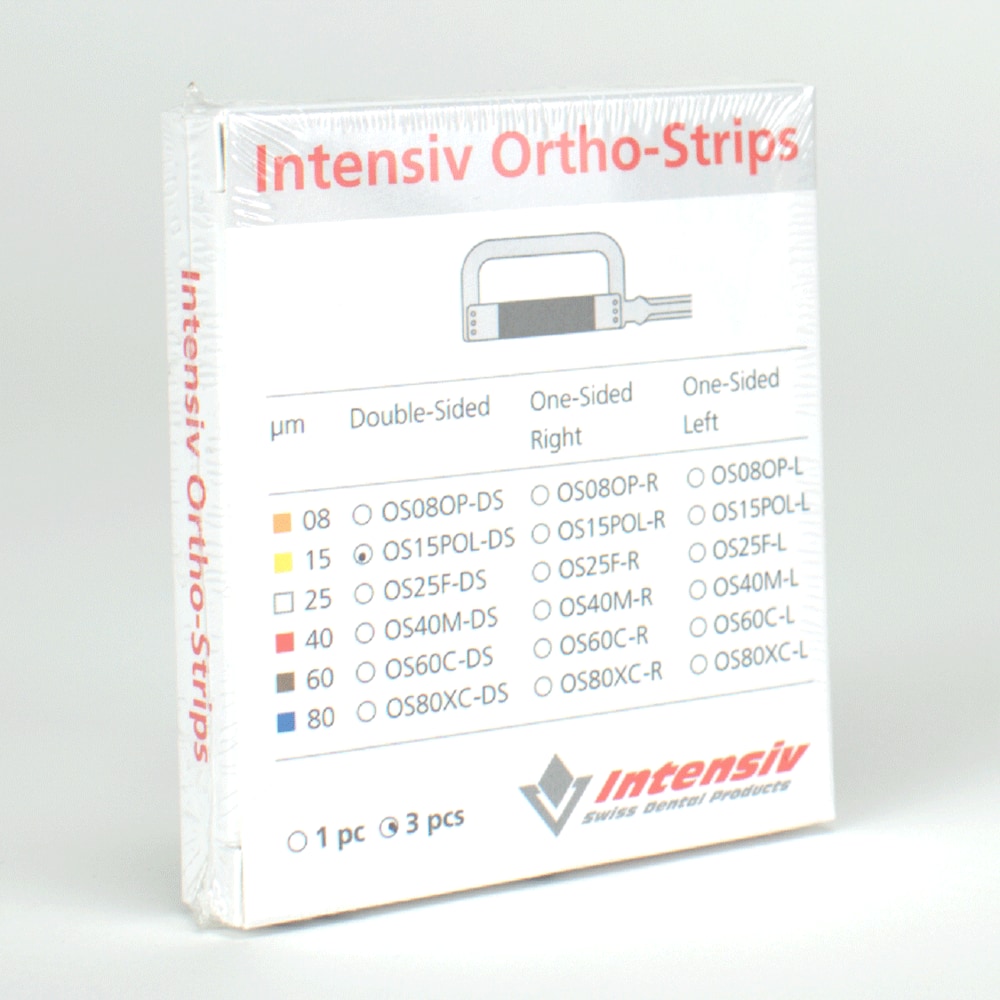 Intensiv Ortho-Strips
Intensiv Ortho-Strips
µm Double-Sided One-Sided Right One-Sided Left
08 OS08OP-DS OS08OP-R OS08OP-L
15 OS15POL-DS OS15POL-R OS15POL-L
25 OS25F-DS OS25F-R OS25F-L
40 OS40M-DS OS40M-R OS40M-L
60 OS60C-DS OS60C-R OS60C-L
80 OS80XC-DS OS80XC-R OS80XC-L
1 pc 3 pcs
Intensiv
Swiss Dental Products